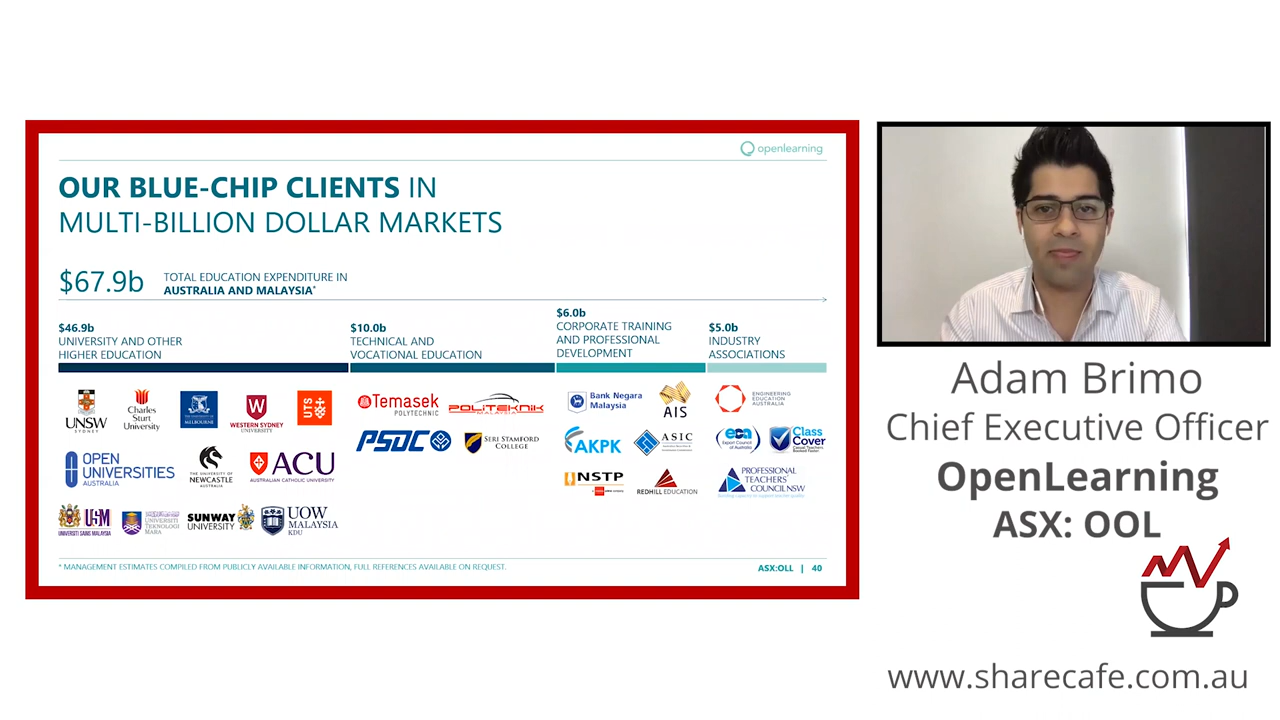 openlearning
OUR BLUE-CHIP CLIENTS IN
MULTI-BILLION DOLLAR MARKETS
$67.9b
TOTAL EDUCATION EXPENDITURE IN
AUSTRALIA AND MALAYSIA*
$46.9b
UNIVERSITY AND OTHER
HIGHER EDUCATION
$10.0b
TECHNICAL AND
VOCATIONAL EDUCATION
$6.0b
CORPORATE TRAINING
AND PROFESSIONAL
DEVELOPMENT
$5.0b
INDUSTRY
ASSOCIATIONS
UNSW
SYDNEY
Charles
Sturt
University
THE UNIVERSITY OF
MELBOURNE
WESTERN SYDNEY
UNIVERSITY
UTS
OPEN
UNIVERSITIES
AUSTRALIA
THE UNIVERSITY OF
NEWCASTLE
AUSTRALIA
ACU
AUSTRALIAN CATHOLIC UNIVERSITY
USM
UNIVERSITI SAINS MALAYSIA
UNIVERSITI
TEKNOLOGI
MARA
SUNWAY
UNIVERSITY
UOW
MALAYSIA
KDU
Temasek
POLYTECHNIC
POLITEKNIK
MALAYSIA
PSDC
SERI STAMFORD
COLLEGE
Bank Negara
Malaysia
AIS
AKPK
ASIC
NSTP
REDHILL EDUCATION
ENGINEERING
EDUCATION
AUSTRALIA
eca
Export Council
of Australia
Class
Cover
PROFESSIONAL
TEACHERS'
COUNCIL NSW
* MANAGEMENT ESTIMATES COMPILED FROM PUBLICLY AVAILABLE INFORMATION, FULL REFERENCES AVAILABLE ON REQUEST.
ASX:OLL | 40
Adam Brimo
Chief Executive Officer
OpenLearning
ASX: OOL
www.sharecafe.com.au